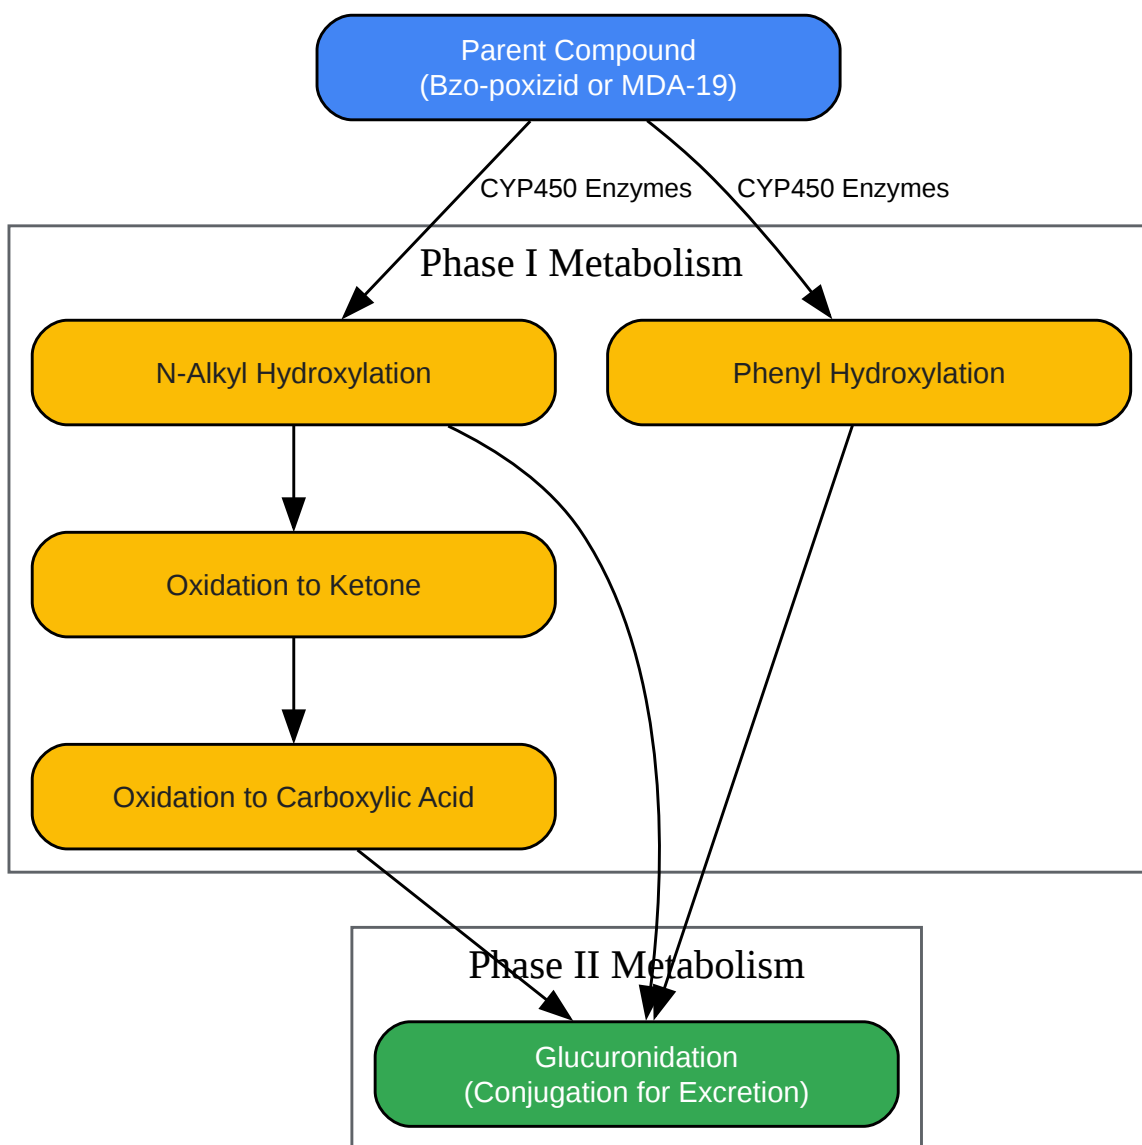 Parent Compound
(Bzo-poxizid or MDA-19)
CYP450 Enzymes
CYP450 Enzymes
Phase I Metabolism
N-Alkyl Hydroxylation
Phenyl Hydroxylation
Oxidation to Ketone
Oxidation to Carboxylic Acid
Phase II Metabolism
Glucuronidation
(Conjugation for Excretion)